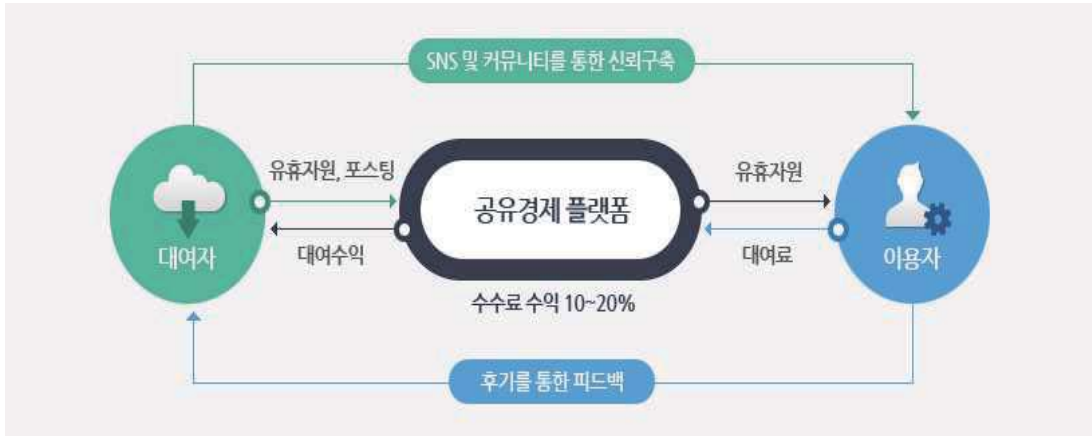 SNS 및 커뮤니티를 통한 신뢰구축
유휴자원, 포스팅
유휴자원
공유경제 플랫폼
대여자
대여수익
대여료
이용자
수수료 수익 10~20%
후기를 통한 피드백